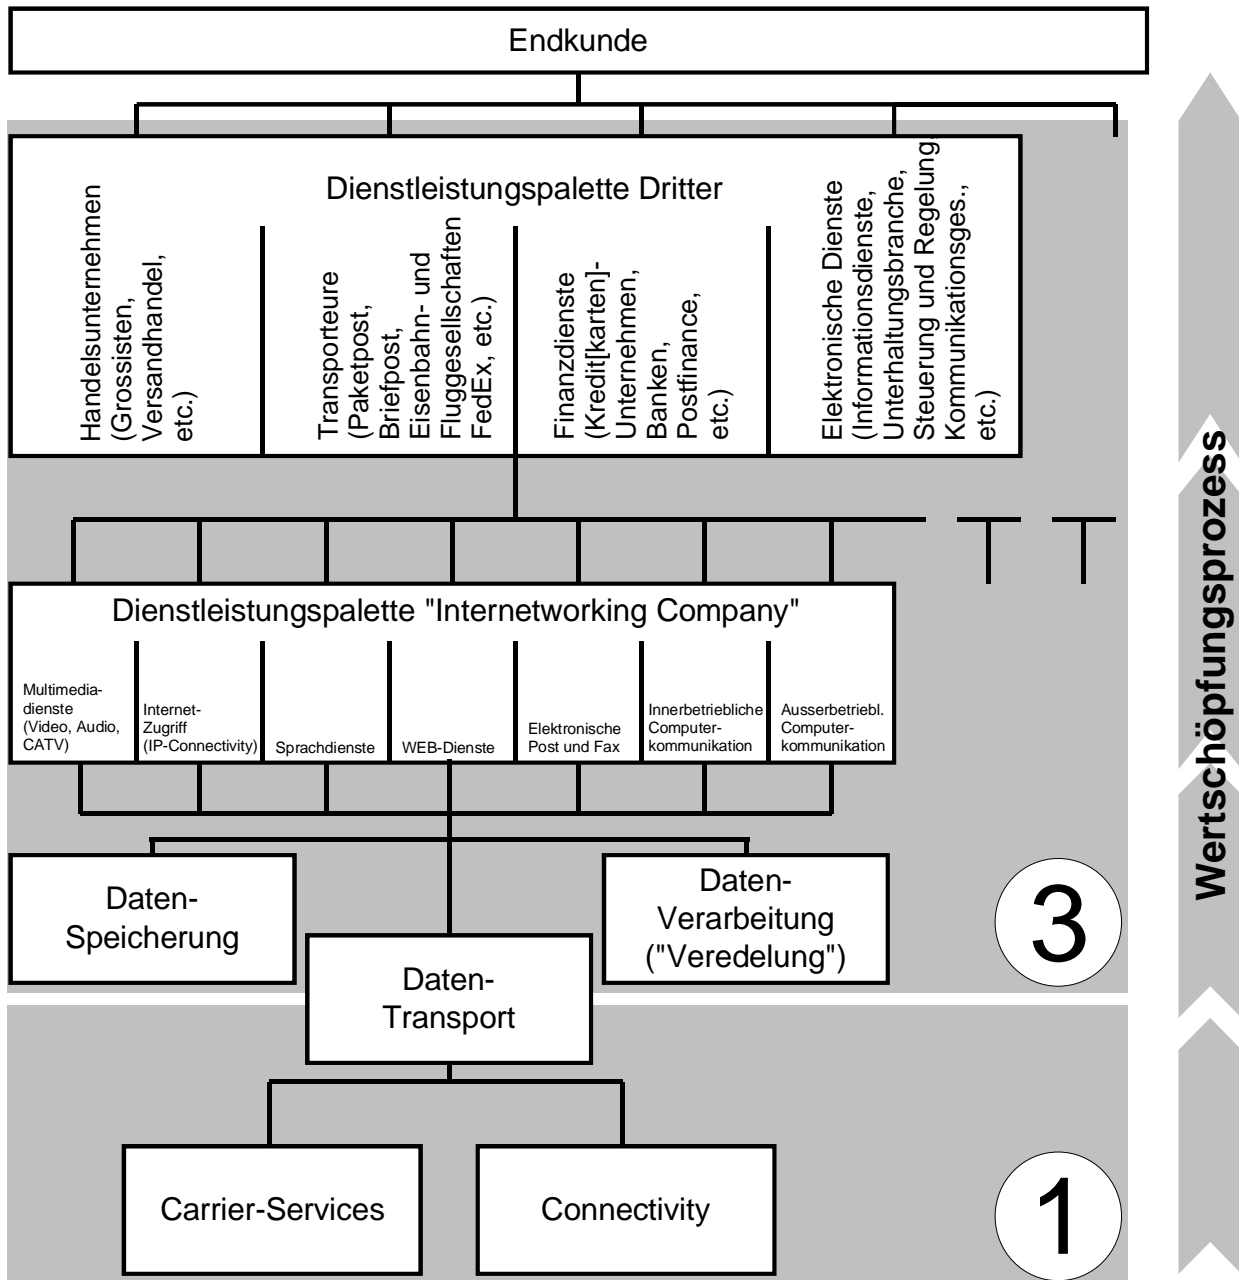 Endkunde
Dienstleistungspalette Dritter
Handelsunternehmen
(Grossisten,
Versandhandel,
etc.)
Transporteure
(Paketpost,
Briefpost,
Eisenbahn- und
Fluggesellschaften
FedEx, etc.)
Finanzdienste
(Kredit[karten]-
Unternehmen,
Banken,
Postfinance,
etc.)
Elektronische Dienste
(Informationsdienste,
Unterhaltungsbranche,
Steuerung und Regelung,
Kommunikationsges.,
etc.)
Dienstleistungspalette "Internetworking Company"
Multimedia-
dienste
(Video, Audio,
CATV)
Internet-
Zugriff
(IP-Connectivity)
Sprachdienste
WEB-Dienste
Elektronische
Post und Fax
Innerbetriebliche
Computer-
kommunikation
Ausserbetriebl.
Computer-
kommunikation
Daten-
Speicherung
Daten-
Transport
Daten-
Verarbeitung
("Veredelung")
3
Carrier-Services
Connectivity
1
Wertschöpfungsprozess